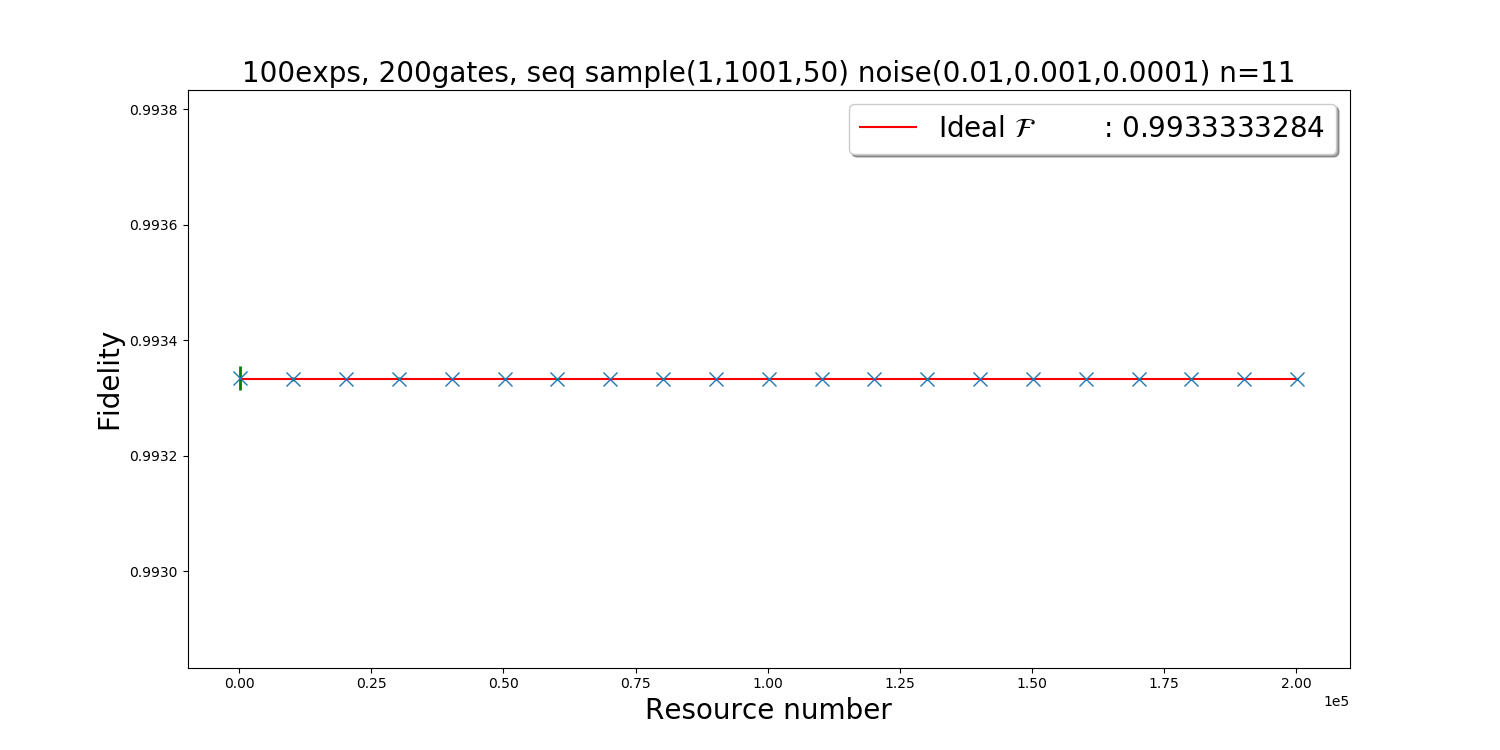 100exps, 200gates, seq sample(1,1001,50) noise(0.01,0.001,0.0001) n=11
Ideal ℱ : 0.9933333284
0.9938
0.9936
0.9934
0.9932
0.9930
Fidelity
0.00 0.25 0.50 0.75 1.00 1.25 1.50 1.75 2.00
1e5
Resource number